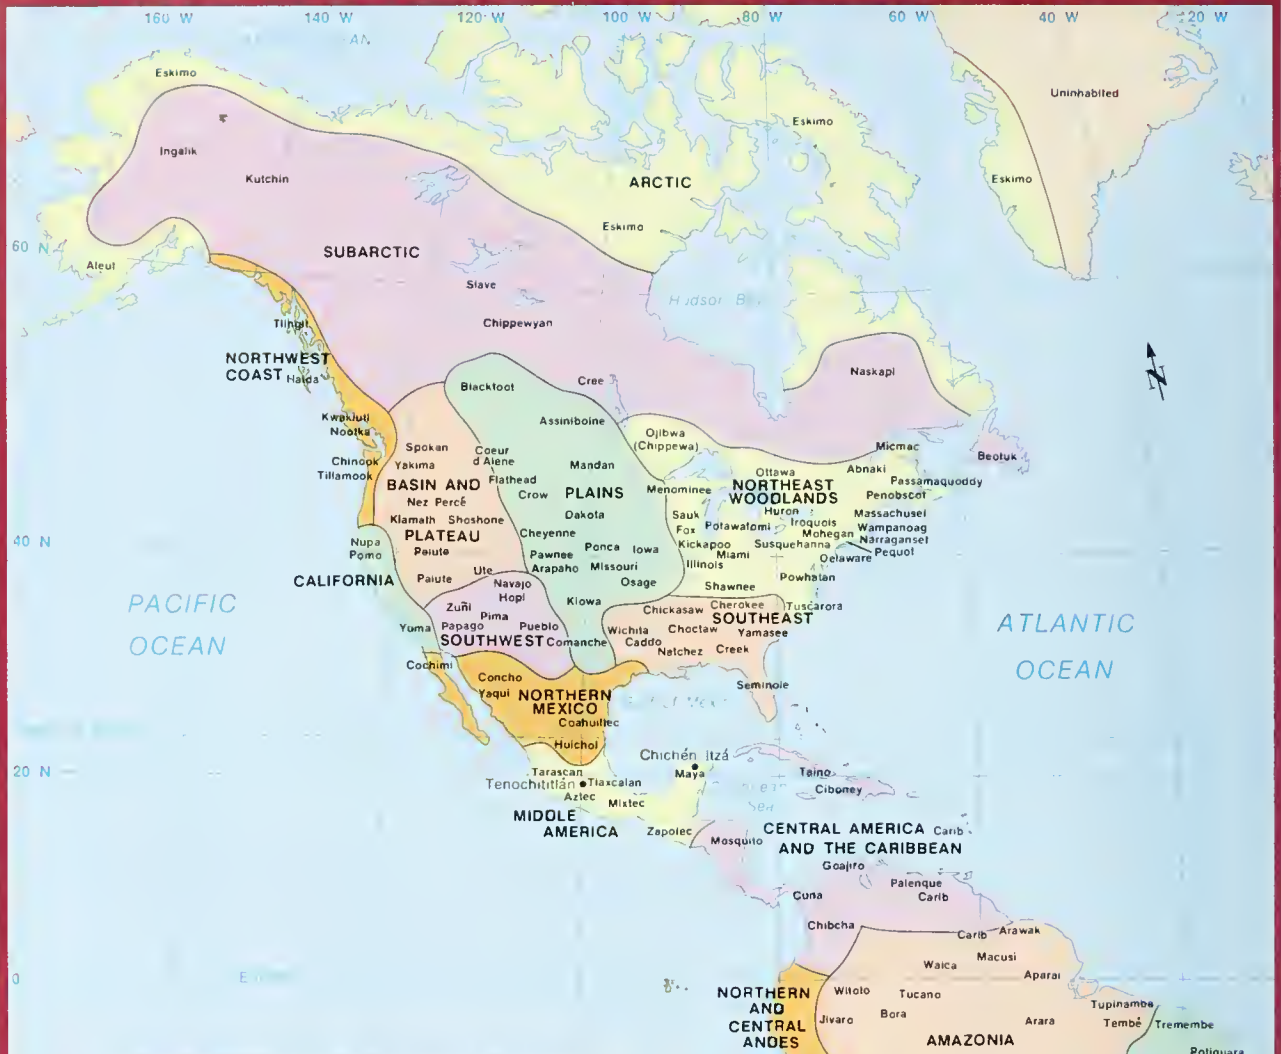 160 W
140 W
120 W
100 W
80 W
60 W
40 W
20 W
Eskimo
Uninhabited
Eskimo
Ingalik
Kutchin
ARCTIC
Eskimo
Eskimo
60 N
SUBARCTIC
Aleut
Slave
Hudson Bay
Tlingit
Chippewyan
NORTHWEST
COAST
Haida
Naskapi
Blackfoot
Cree
Kwakiutl
Nootka
Assiniboine
Ojibwa
(Chippewa)
Micmac
Beotuk
Spokan
Coeur
d'Alene
Chinook
Tillamook
Yakima
Mandan
Ottawa
Abnaki
BASIN AND
PLATEAU
Flathead
Crow
PLAINS
Menominee
NORTHEAST
WOODLANDS
Passamaquoddy
Penobscot
Nez Percé
Dakota
Huron
Massachuset
Klamath
Shoshone
Sauk
Fox
Potawatomi
Iroquois
Mohegan
Wampanoag
Narraganset
Pequot
40 N
Nupa
Pomo
Paiute
Cheyenne
Pawnee
Arapaho
Ponca
Iowa
Missouri
Kickapoo
Miami
Illinois
Susquehanna
Delaware
CALIFORNIA
Paiute
Ute
Osage
Shawnee
Powhatan
Navajo
Hopi
PACIFIC
OCEAN
Zuñi
Pima
Kiowa
Chickasaw
Cherokee
Tuscarora
SOUTHEAST
ATLANTIC
OCEAN
Yuma
Papago
Pueblo
SOUTHWEST
Comanche
Wichita
Caddo
Choctaw
Yamasee
Natchez
Creek
Cochimi
Concho
Yaqui
NORTHERN
MEXICO
Seminole
Gulf of Mexico
Coahuiltec
Huichol
20 N
Chichén Itzá
Maya
Tarascan
Tenochititlán
Tlaxcalan
Aztec
Mixtec
Taino
Ciboney
Sea
MIDDLE
AMERICA
Zapotec
Mosquito
CENTRAL AMERICA
AND THE CARIBBEAN
Carib
Goajiro
Palenque
Carib
Cuna
Chibcha
Carib
Arawak
Waica
Macusi
Aparai
0
NORTHERN
AND
CENTRAL
ANDES
Witoto
Tucano
Jivaro
Bora
Arara
Tupinamba
Tembé
Tremembe
AMAZONIA
Potiguara